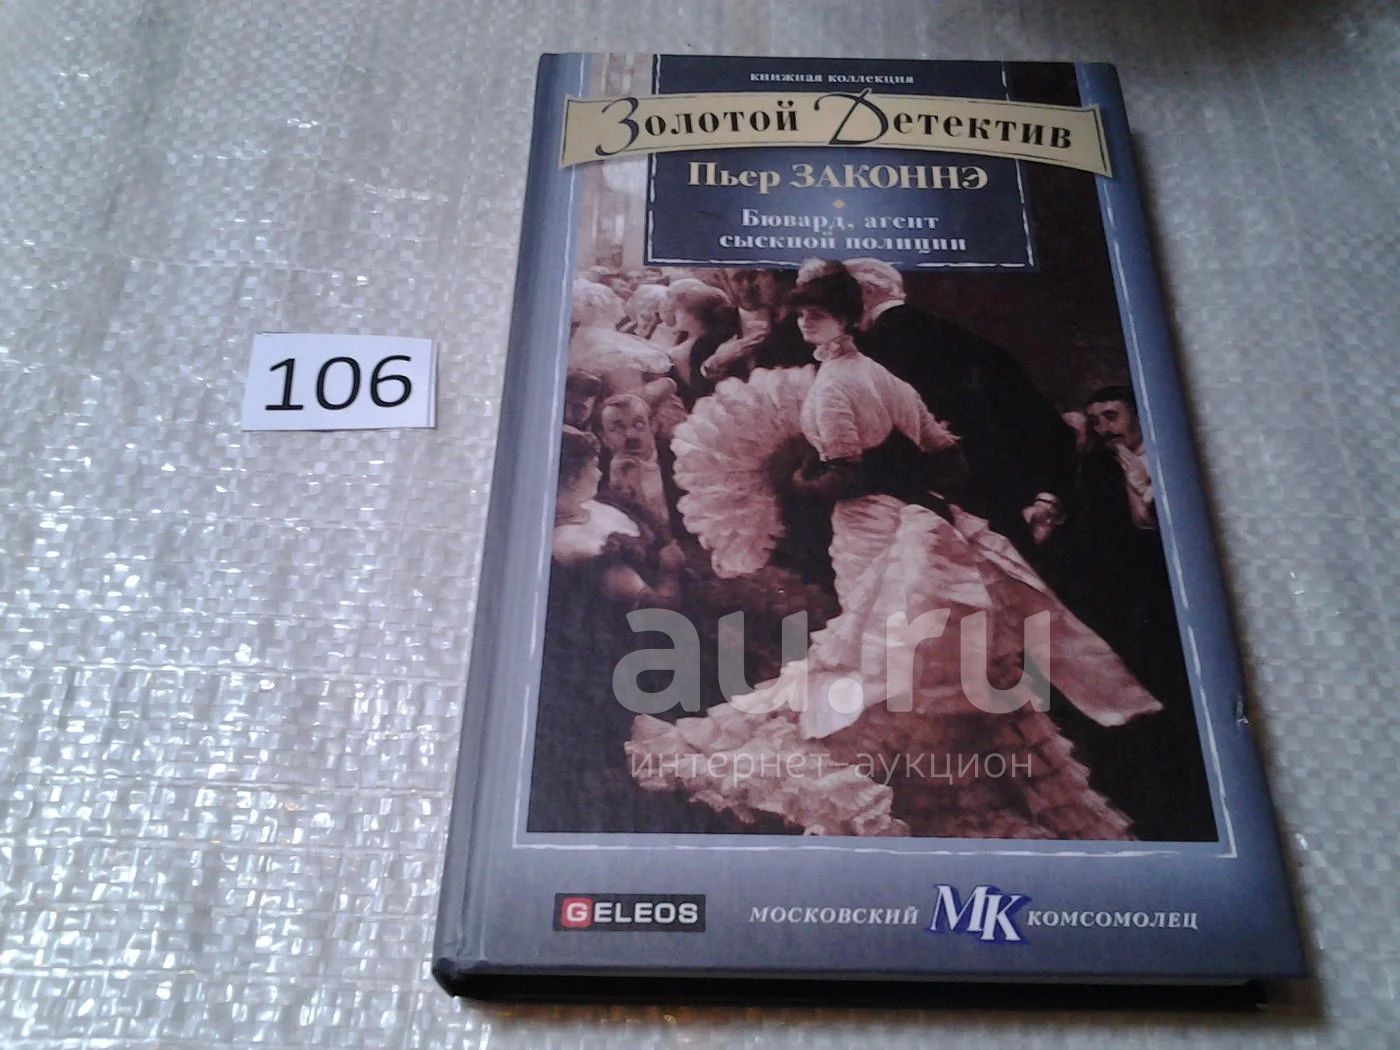 книжная коллекция
Золотой Детектив
Пьер ЗАКОННЭ
Бювард, агент
сыскной полиции
106
au.ru
интернет-аукцион
GELEOS
МОСКОВСКИЙ МК КОМСОМОЛЕЦ